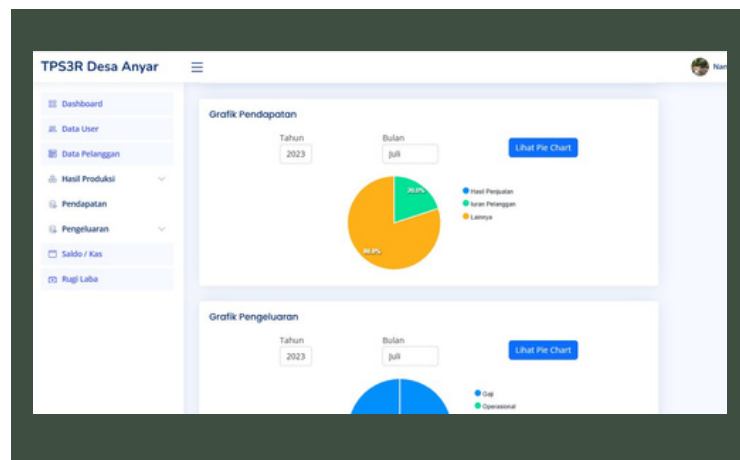 TPS3R Desa Anyar
Nan
Dashboard
Data User
Data Pelanggan
Hasil Produksi
Pendapatan
Pengeluaran
Saldo / Kas
Rugi Laba
Grafik Pendapatan
Tahun
Bulan
2023
Juli
Lihat Pie Chart
20.0%
80.0%
Hasil Penjualan
Iuran Pelanggan
Lainnya
Grafik Pengeluaran
Tahun
Bulan
2023
Juli
Lihat Pie Chart
Gaji
Operasional